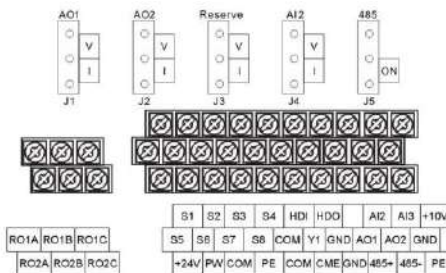 AO1 AO2 Reserve AI2 485
V V V V
I I I I ON
J1 J2 J3 J4 J5
S1 S2 S3 S4 HDI HDO AI2 AI3 +10V
RO1A RO1B RO1C S5 S6 S7 S8 COM Y1 GND AO1 AO2 GND
RO2A RO2B RO2C +24V PW COM PE COM CME GND 485+ 485- PE